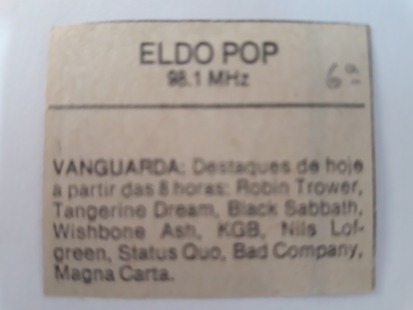 ELDO POP
98.1 MHz
6ª
VANGUARDA: Destaques de hoje
a partir das 8 horas: Robin Trower,
Tangerine Dream, Black Sabbath,
Wishbone Ash, KGB, Nils Lof-
green, Status Quo, Bad Company,
Magna Carta.